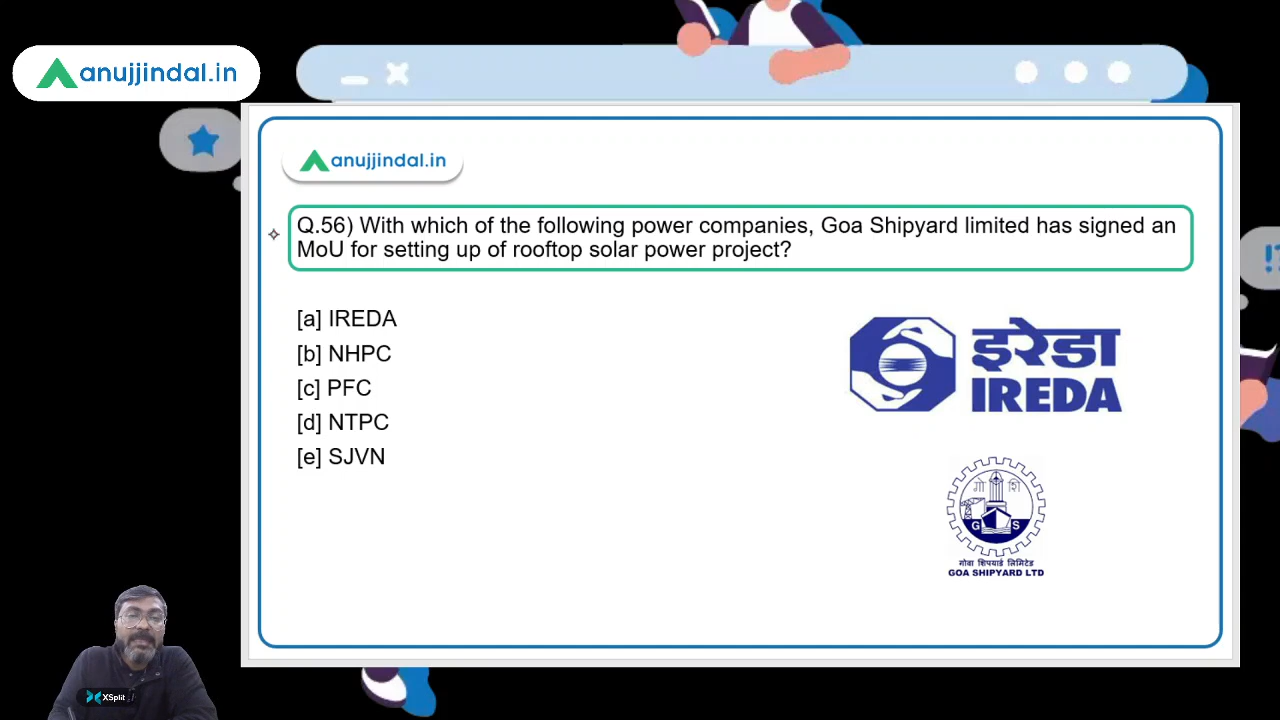 anujjindal.in
anujjindal.in
Q.56) With which of the following power companies, Goa Shipyard limited has signed an
MoU for setting up of rooftop solar power project?
[a] IREDA
[b] NHPC
[c] PFC
[d] NTPC
[e] SJVN
इरेडा
IREDA
गो शि
G S
गोवा शिपयार्ड लिमिटेड
GOA SHIPYARD LTD
XSplit
!?